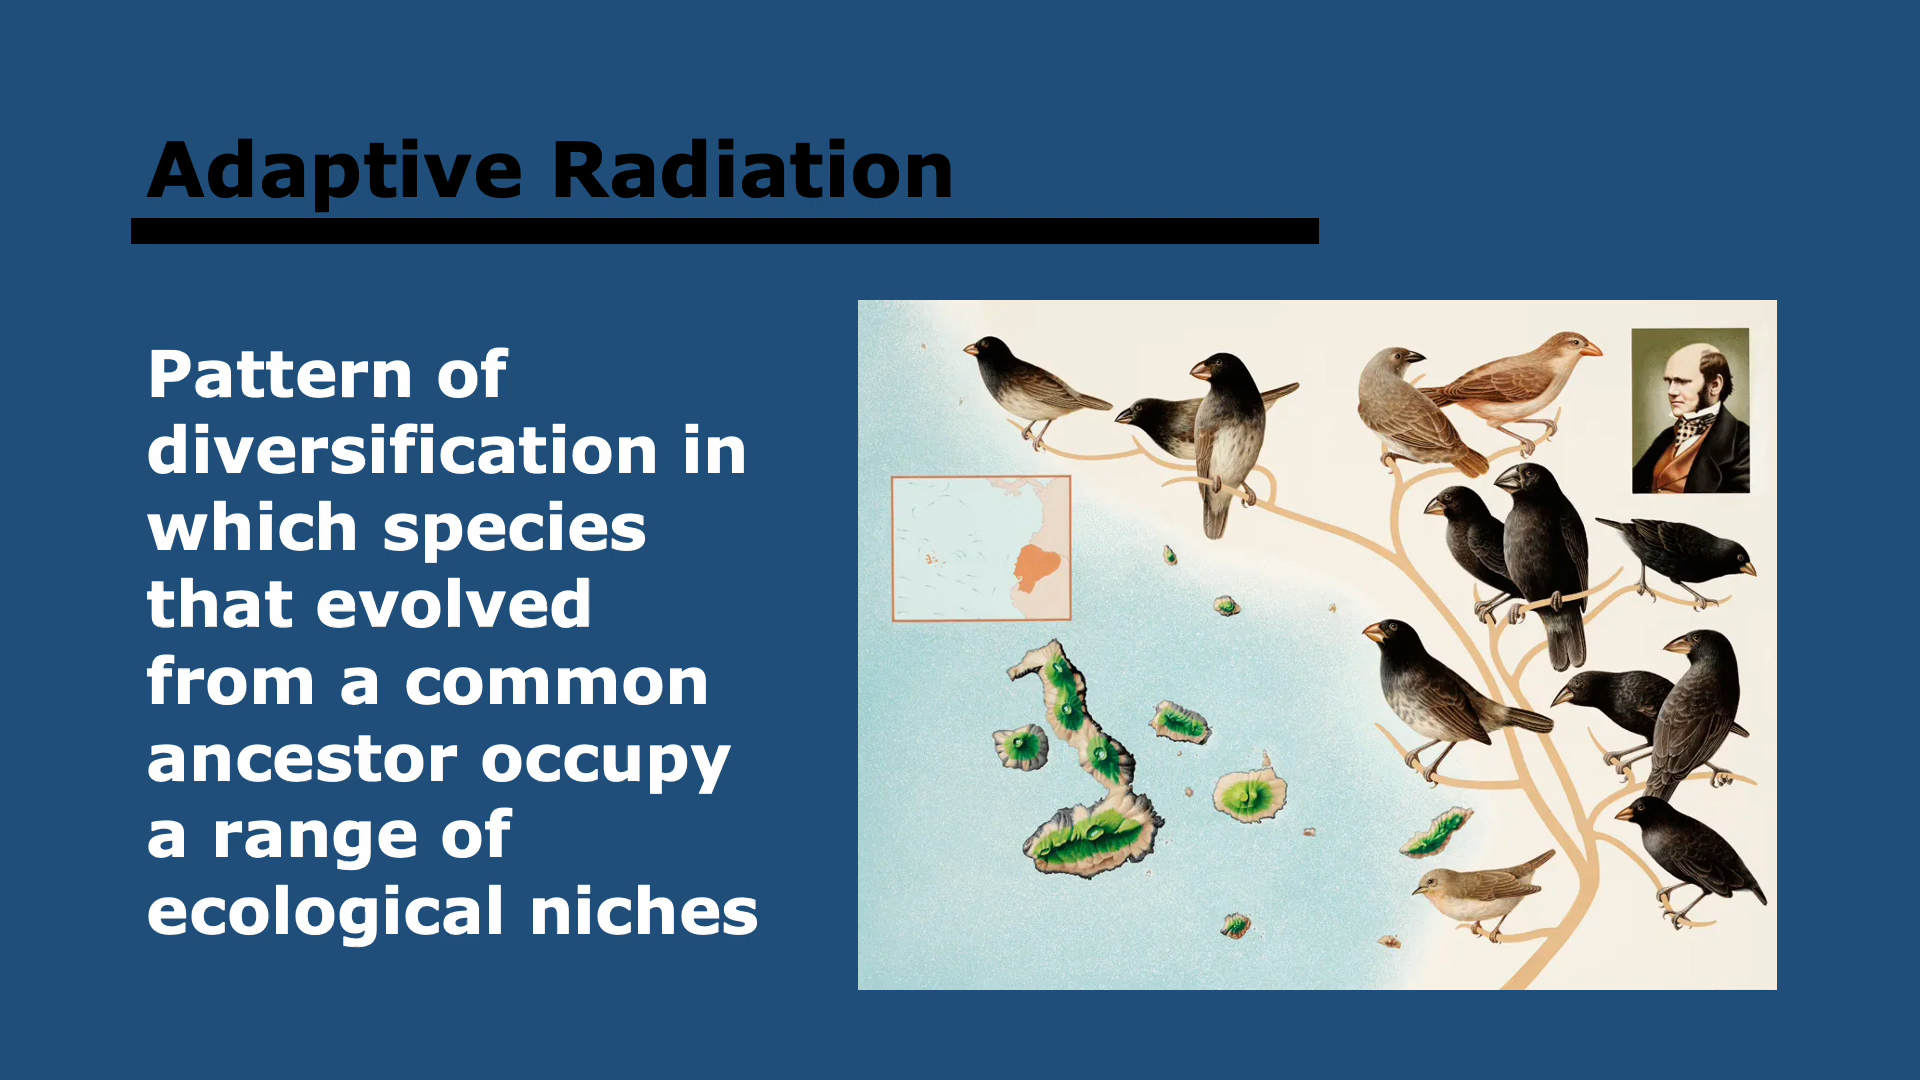 Adaptive Radiation
Pattern of
diversification in
which species
that evolved
from a common
ancestor occupy
a range of
ecological niches